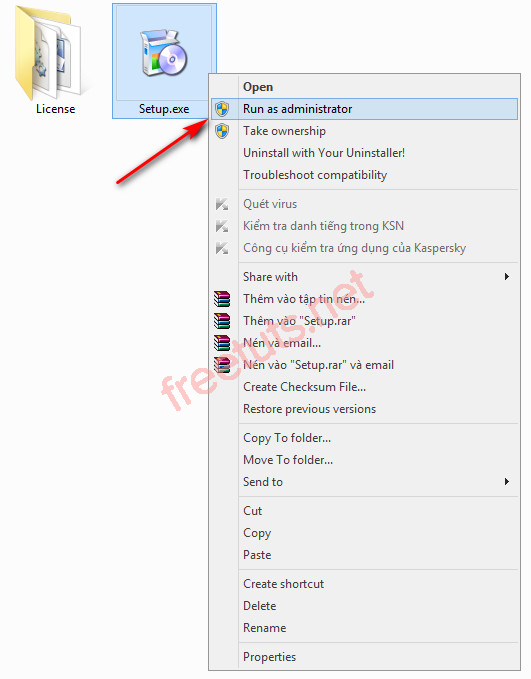 License
Setup.exe
Open
Run as administrator
Take ownership
Uninstall with Your Uninstaller!
Troubleshoot compatibility
Quét virus
Kiểm tra danh tiếng trong KSN
Công cụ kiểm tra ứng dụng của Kaspersky
Share with
Thêm vào tập tin nén...
Thêm vào "Setup.rar"
Nén và email...
Nén vào "Setup.rar" và email
Create Checksum File...
Restore previous versions
Copy To folder...
Move To folder...
Send to
Cut
Copy
Paste
Create shortcut
Delete
Rename
Properties
freetuts.net